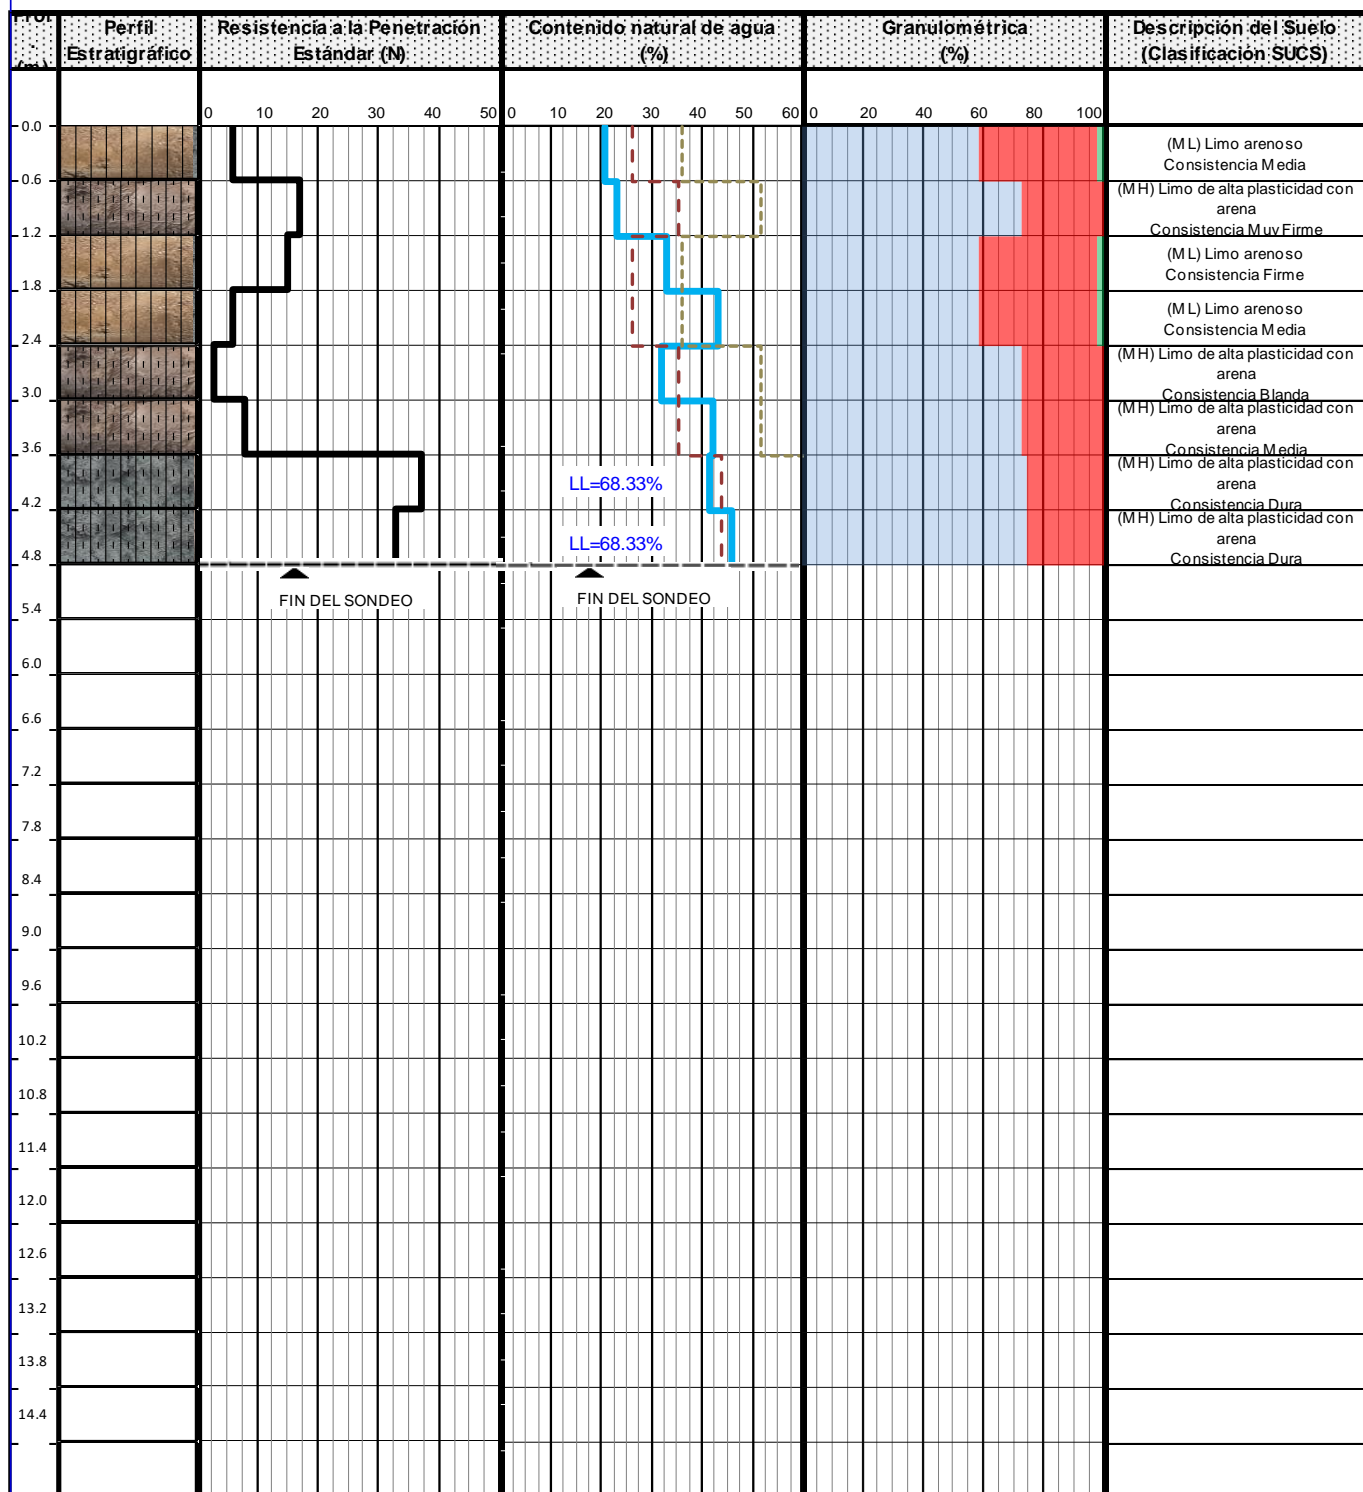 Perfil
Estratigráfico
Resistencia a la Penetración
Estándar (N)
Contenido natural de agua
(%)
Granulométrica
(%)
Descripción del Suelo
(Clasificación SUCS)
0 10 20 30 40 50
0 10 20 30 40 50 60
0 20 40 60 80 100
0.0
(ML) Limo arenoso
Consistencia Media
0.6
(MH) Limo de alta plasticidad con
arena
Consistencia Muy Firme
1.2
(ML) Limo arenoso
Consistencia Firme
1.8
(ML) Limo arenoso
Consistencia Media
2.4
(MH) Limo de alta plasticidad con
arena
Consistencia Blanda
3.0
(MH) Limo de alta plasticidad con
arena
Consistencia Media
3.6
(MH) Limo de alta plasticidad con
arena
Consistencia Dura
LL=68.33%
4.2
(MH) Limo de alta plasticidad con
arena
Consistencia Dura
LL=68.33%
4.8
FIN DEL SONDEO
FIN DEL SONDEO
5.4
6.0
6.6
7.2
7.8
8.4
9.0
9.6
10.2
10.8
11.4
12.0
12.6
13.2
13.8
14.4